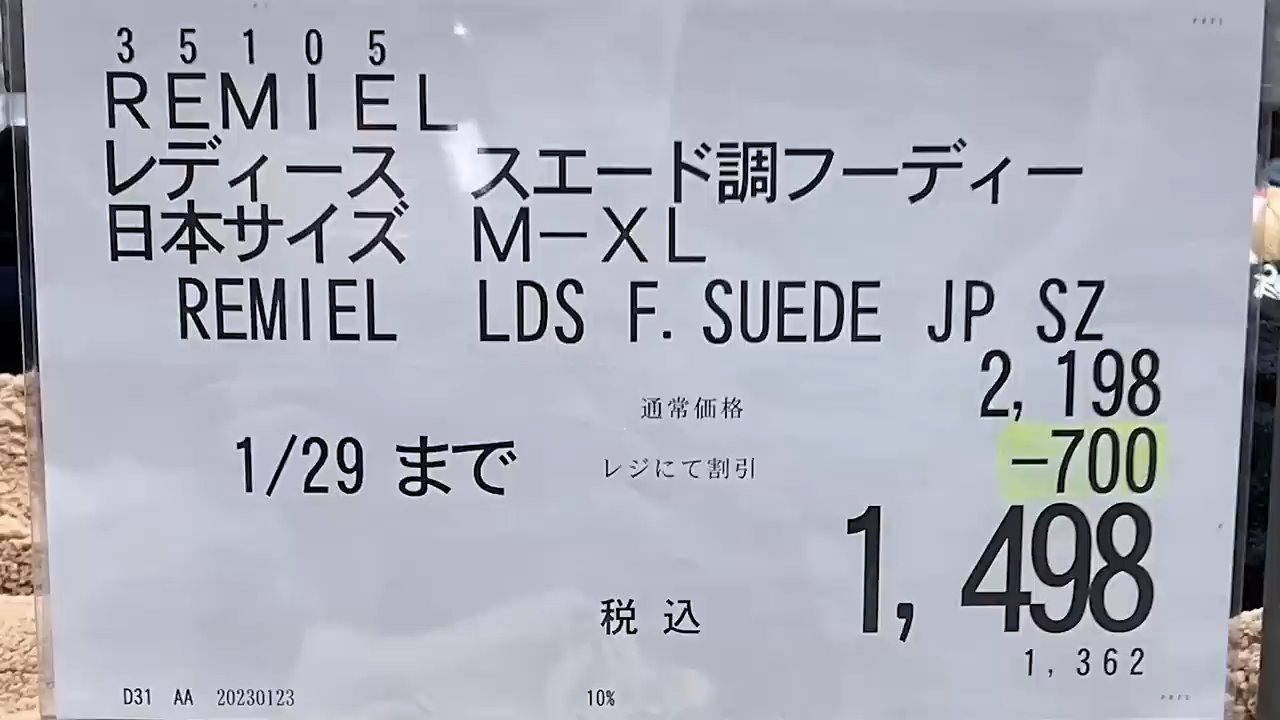 35105
REMIEL
レディース スエード調フーディー
日本サイズ M-XL
REMIEL LDS F.SUEDE JP SZ
通常価格 2,198
1/29 まで レジにて割引 -700
税込 1,498
1,362
D31 AA 20230123 10%